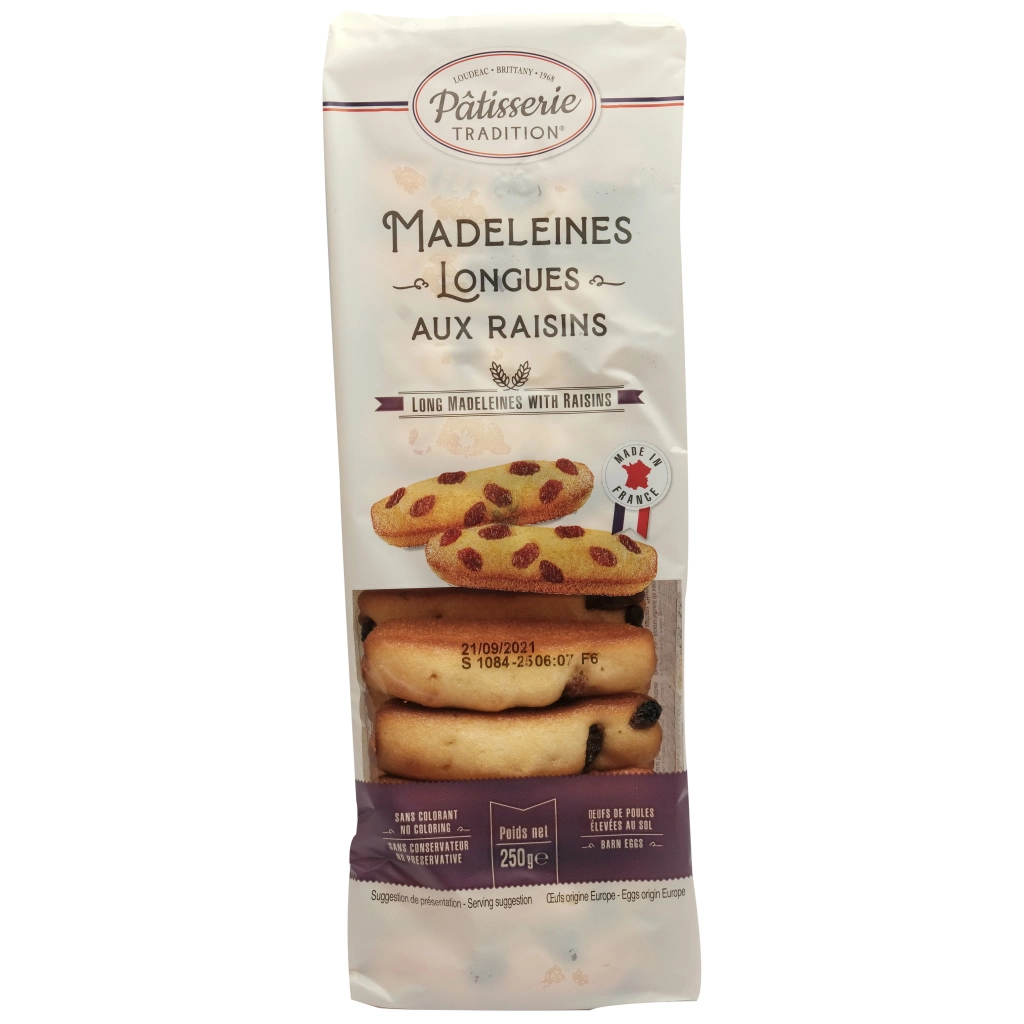 LOUDEAC • BRITTANY • 1968
Pâtisserie
TRADITION®
MADELEINES
LONGUES
AUX RAISINS
LONG MADELEINES WITH RAISINS
MADE IN
FRANCE
21/09/2021
S 1084-2506:07 F6
SANS COLORANT
NO COLORING
SANS CONSERVATEUR
NO PRESERVATIVE
Poids net
250g℮
OEUFS DE POULES
ÉLEVÉES AU SOL
BARN EGGS
Suggestion de présentation - Serving suggestion
Œufs origine Europe - Eggs origin Europe